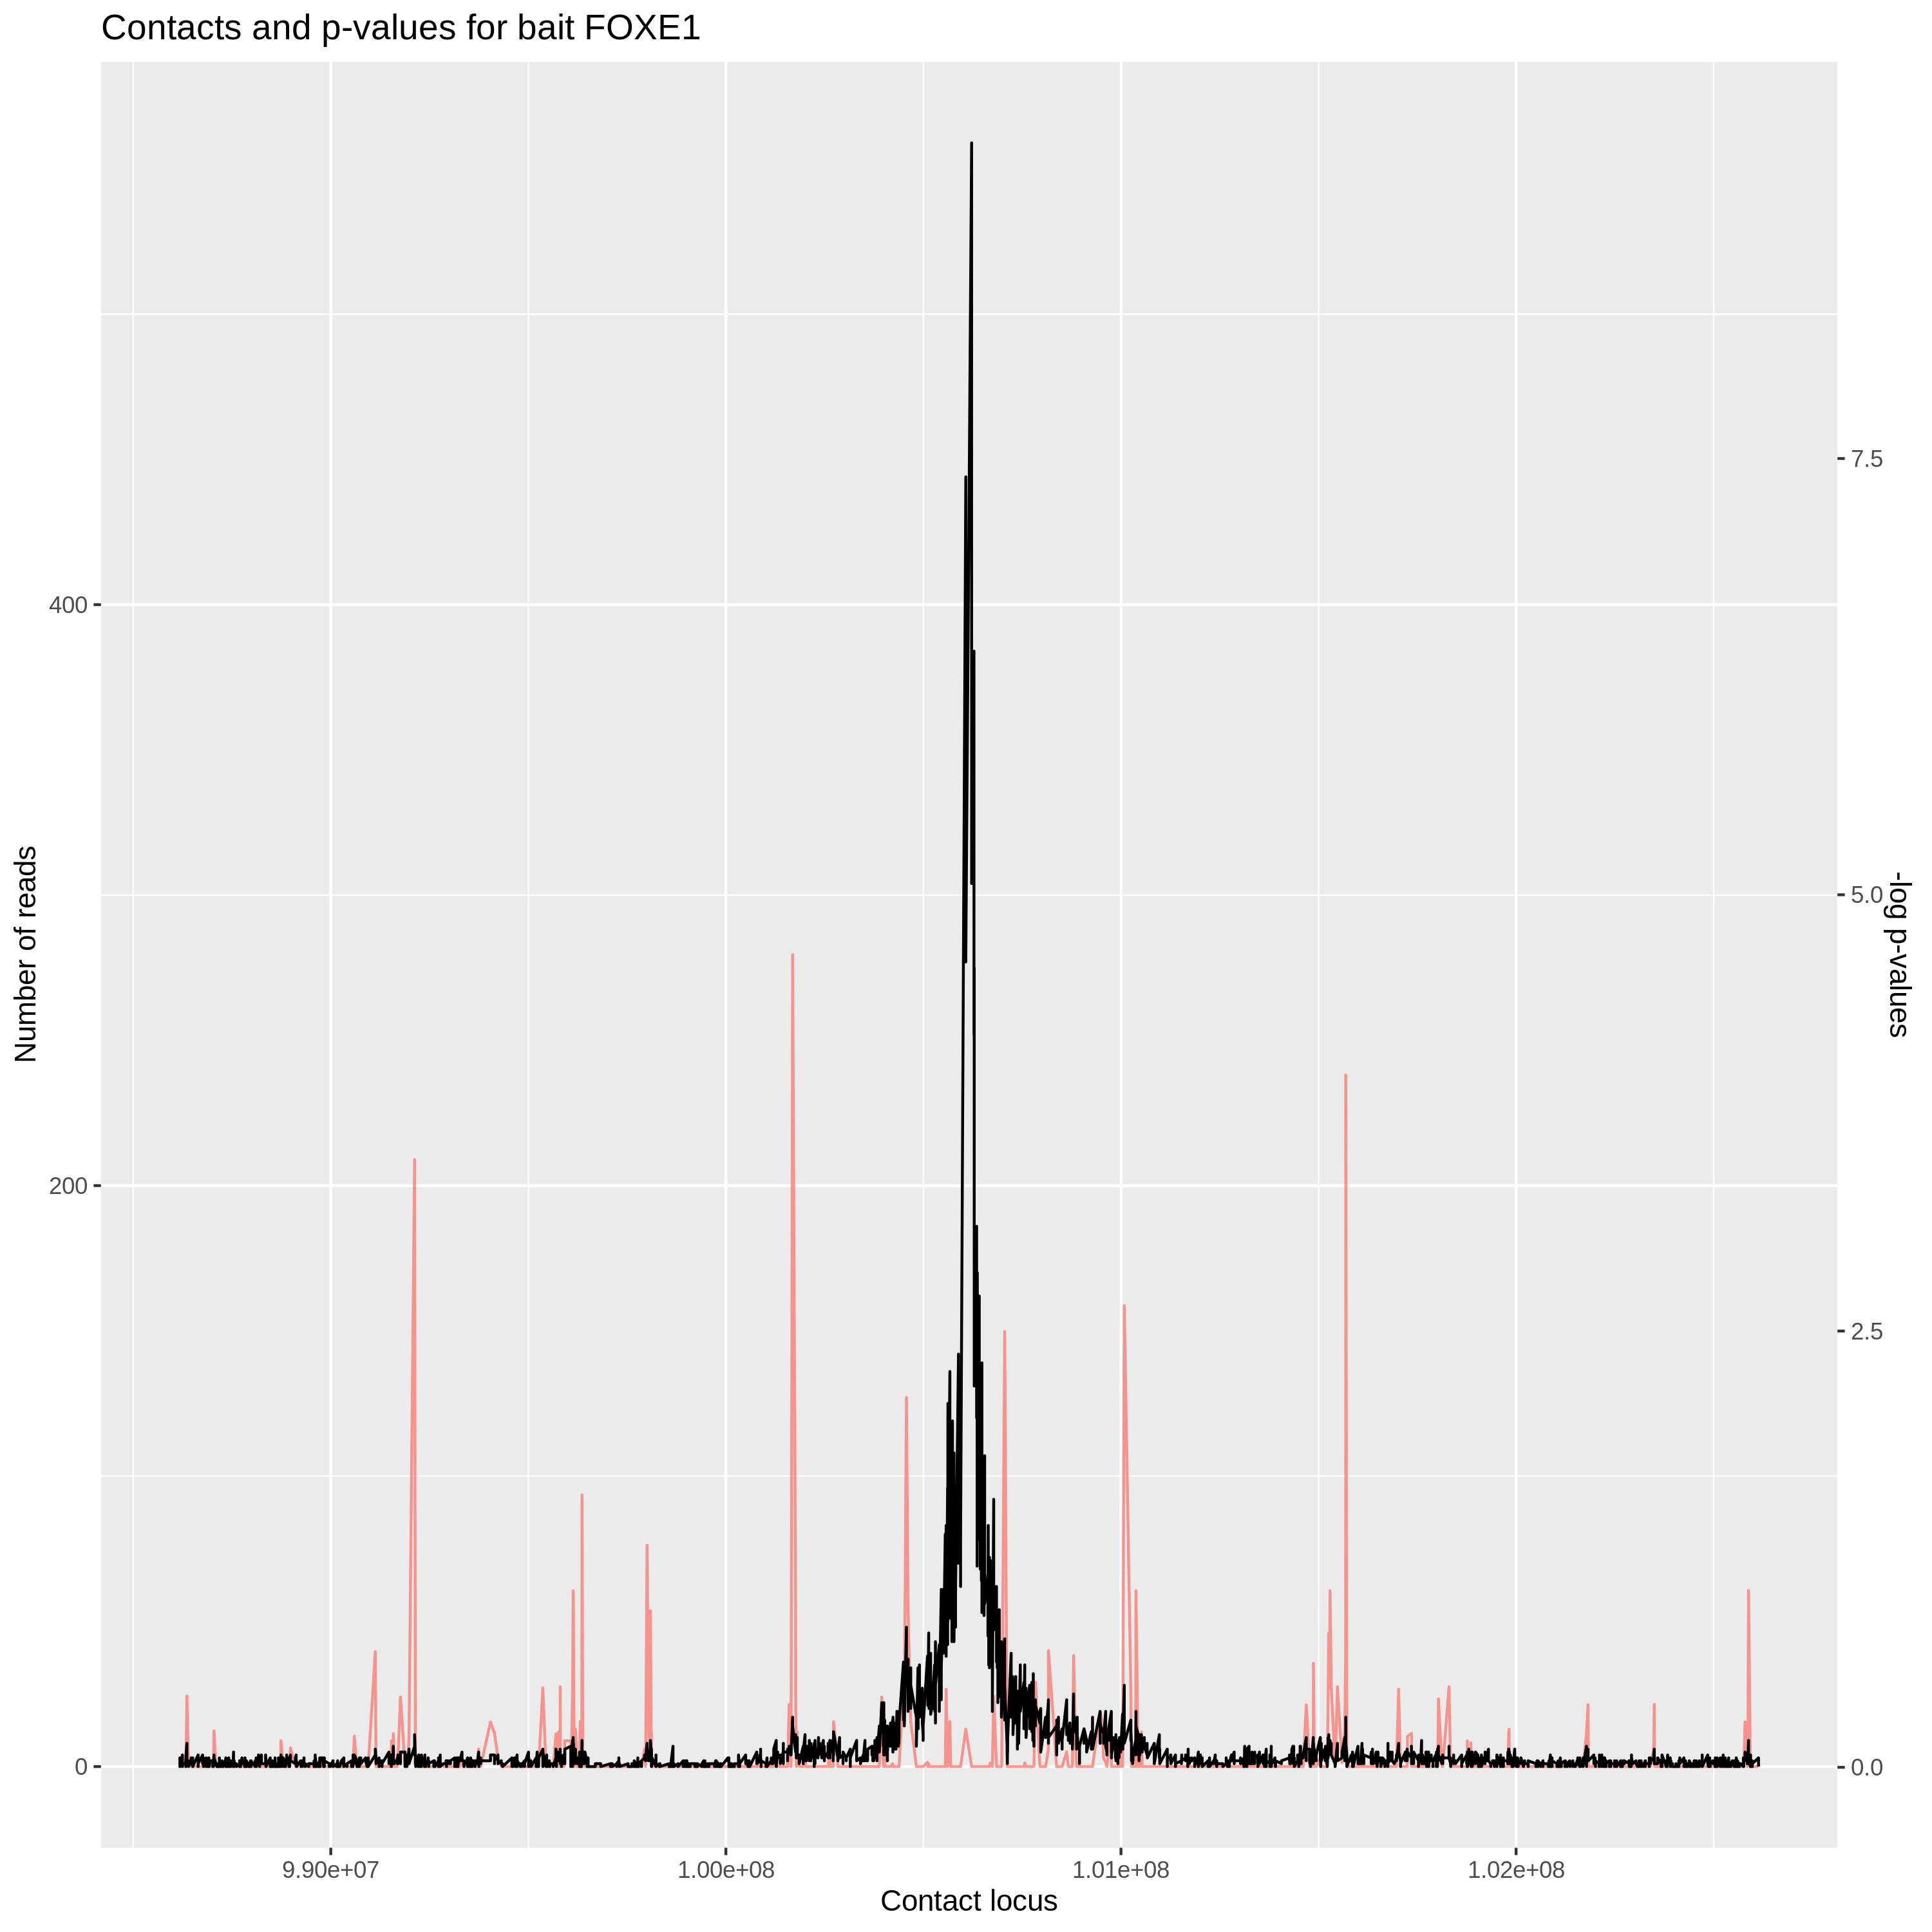 Contacts and p-values for bait FOXE1
Number of reads
400
200
0
7.5
5.0
2.5
0.0
-log p-values
9.90e+07
1.00e+08
1.01e+08
1.02e+08
Contact locus